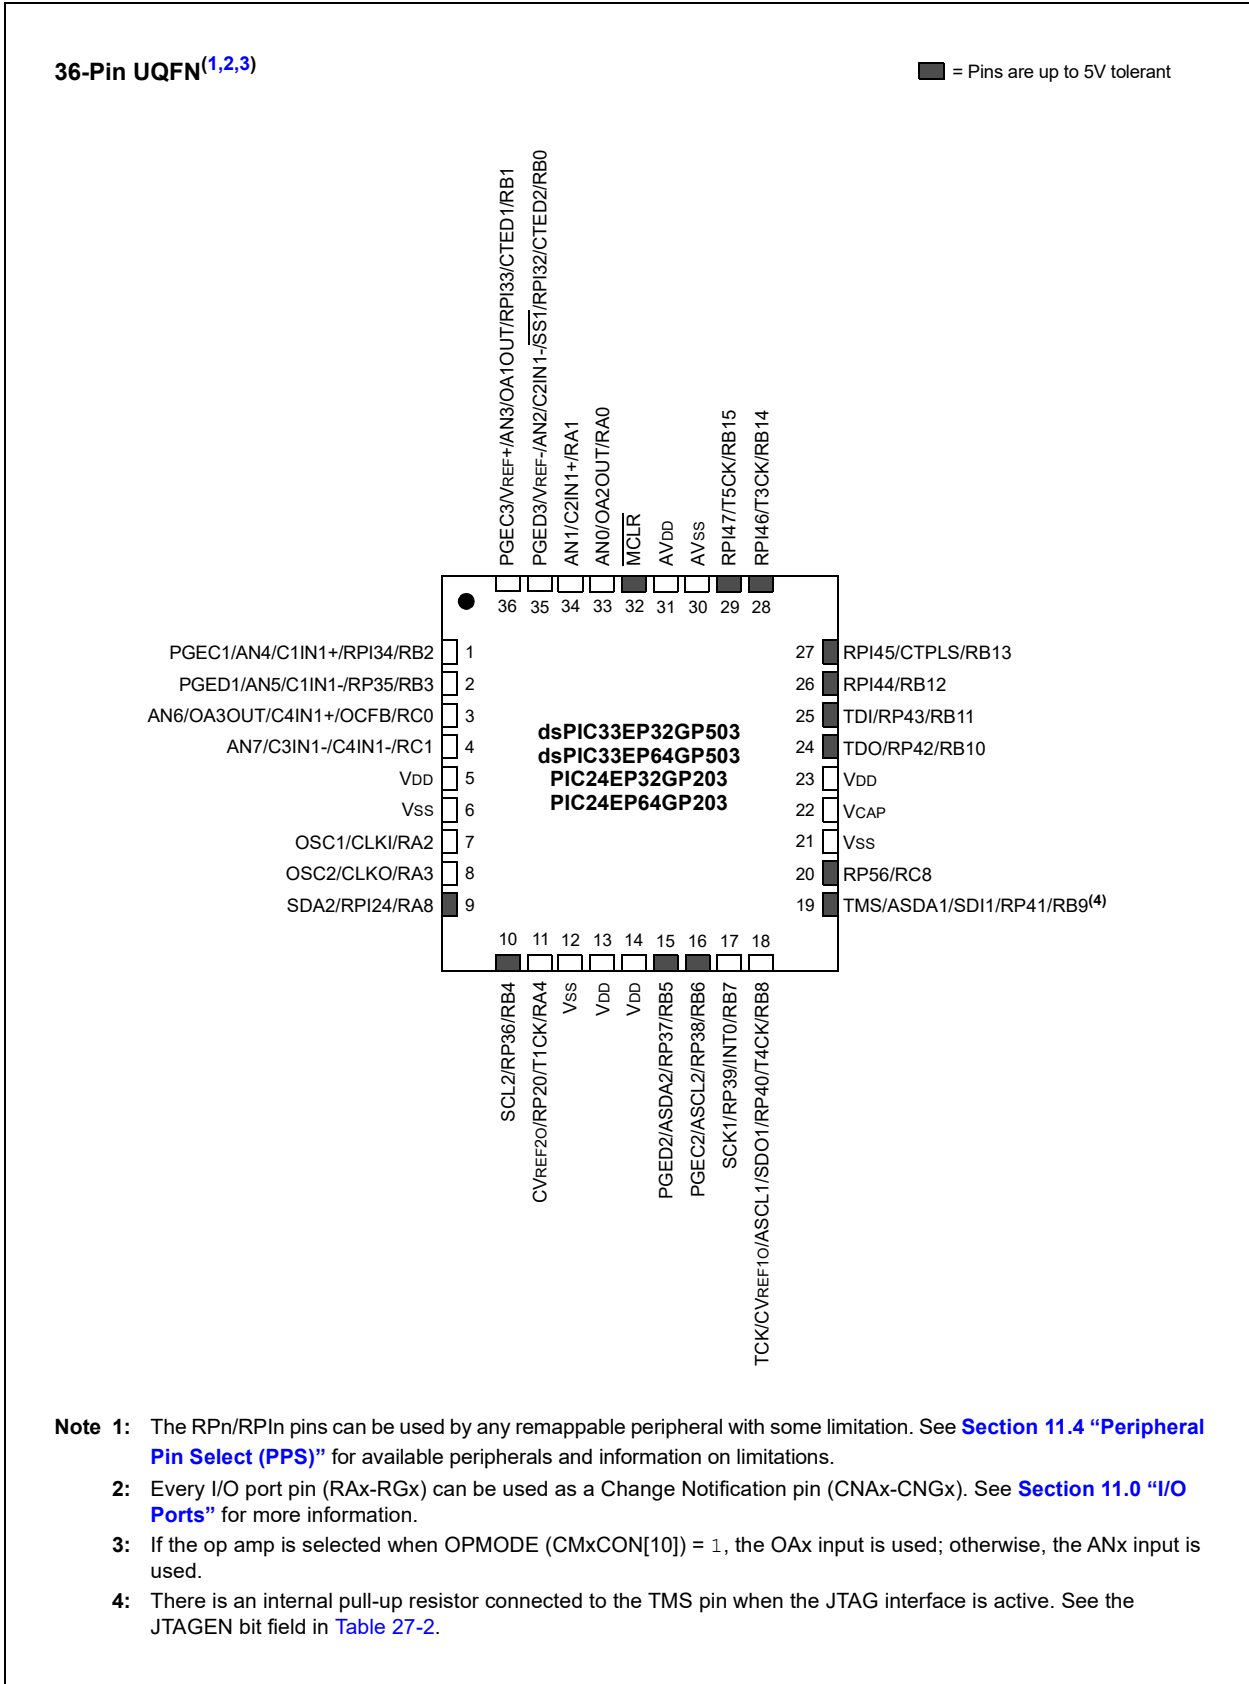 36-Pin UQFN(1,2,3)
= Pins are up to 5V tolerant
PGEC3/VREF+/AN3/OA1OUT/RPI33/CTED1/RB1
PGED3/VREF-/AN2/C2IN1-/SS1/RPI32/CTED2/RB0
AN1/C2IN1+/RA1
AN0/OA2OUT/RA0
MCLR
AVDD
AVSS
RPI47/T5CK/RB15
RPI46/T3CK/RB14
36 35 34 33 32 31 30 29 28
PGEC1/AN4/C1IN1+/RPI34/RB2 1
PGED1/AN5/C1IN1-/RP35/RB3 2
AN6/OA3OUT/C4IN1+/OCFB/RC0 3
AN7/C3IN1-/C4IN1-/RC1 4
VDD 5
VSS 6
OSC1/CLKI/RA2 7
OSC2/CLKO/RA3 8
SDA2/RPI24/RA8 9
dsPIC33EP32GP503
dsPIC33EP64GP503
PIC24EP32GP203
PIC24EP64GP203
27 RPI45/CTPLS/RB13
26 RPI44/RB12
25 TDI/RP43/RB11
24 TDO/RP42/RB10
23 VDD
22 VCAP
21 VSS
20 RP56/RC8
19 TMS/ASDA1/SDI1/RP41/RB9(4)
10 11 12 13 14 15 16 17 18
SCL2/RP36/RB4
CVREF2O/RP20/T1CK/RA4
VSS
VDD
VDD
PGED2/ASDA2/RP37/RB5
PGEC2/ASCL2/RP38/RB6
SCK1/RP39/INT0/RB7
TCK/CVREF1O/ASCL1/SDO1/RP40/T4CK/RB8
Note 1: The RPn/RPIn pins can be used by any remappable peripheral with some limitation. See Section 11.4 “Peripheral
Pin Select (PPS)” for available peripherals and information on limitations.
2: Every I/O port pin (RAx-RGx) can be used as a Change Notification pin (CNAx-CNGx). See Section 11.0 “I/O
Ports” for more information.
3: If the op amp is selected when OPMODE (CMxCON[10]) = 1, the OAx input is used; otherwise, the ANx input is
used.
4: There is an internal pull-up resistor connected to the TMS pin when the JTAG interface is active. See the
JTAGEN bit field in Table 27-2.